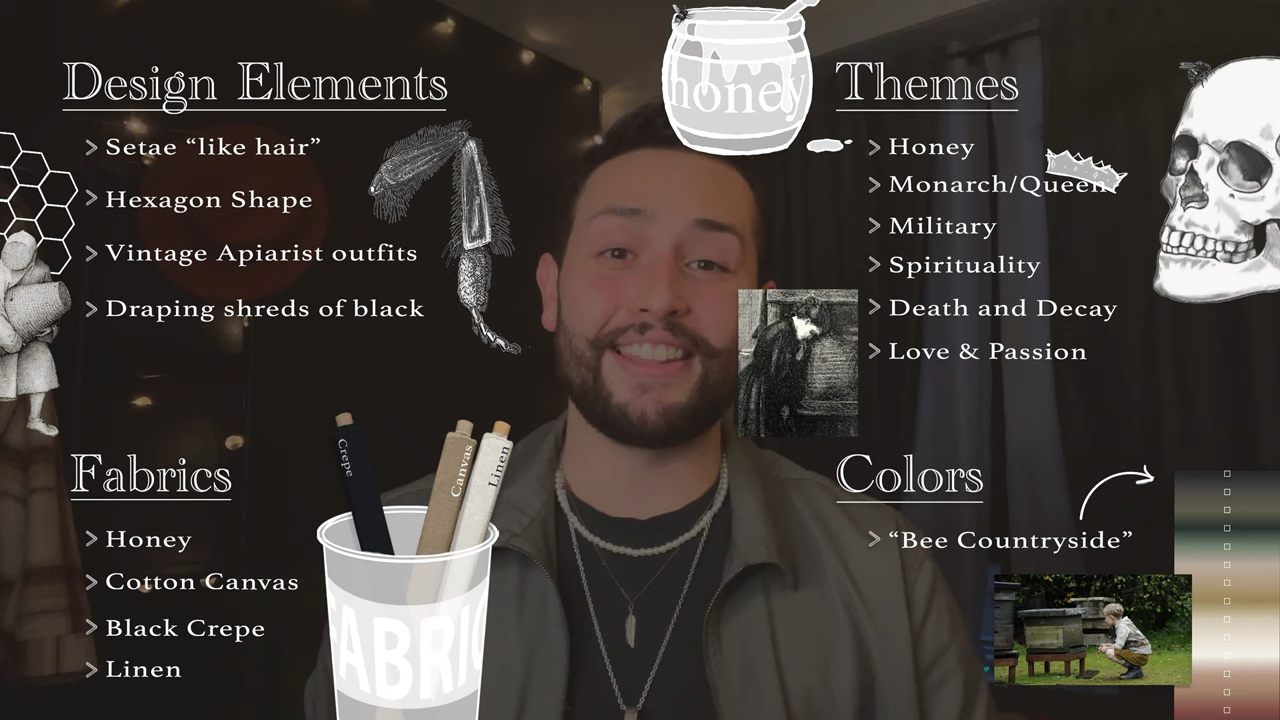 Design Elements
> Setae “like hair”
> Hexagon Shape
> Vintage Apiarist outfits
> Draping shreds of black
honey
Themes
> Honey
> Monarch/Queen
> Military
> Spirituality
> Death and Decay
> Love & Passion
Fabrics
> Honey
> Cotton Canvas
> Black Crepe
> Linen
Crepe
Canvas
Linen
FABRIC
Colors
> “Bee Countryside”